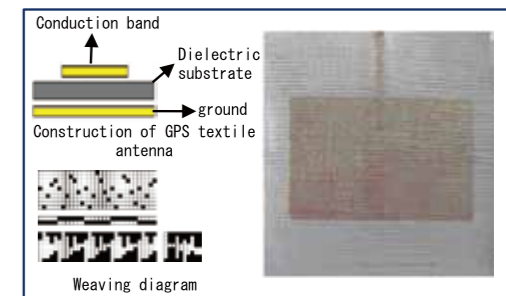 Conduction band
Dielectric
substrate
ground
Construction of GPS textile
antenna
Weaving diagram